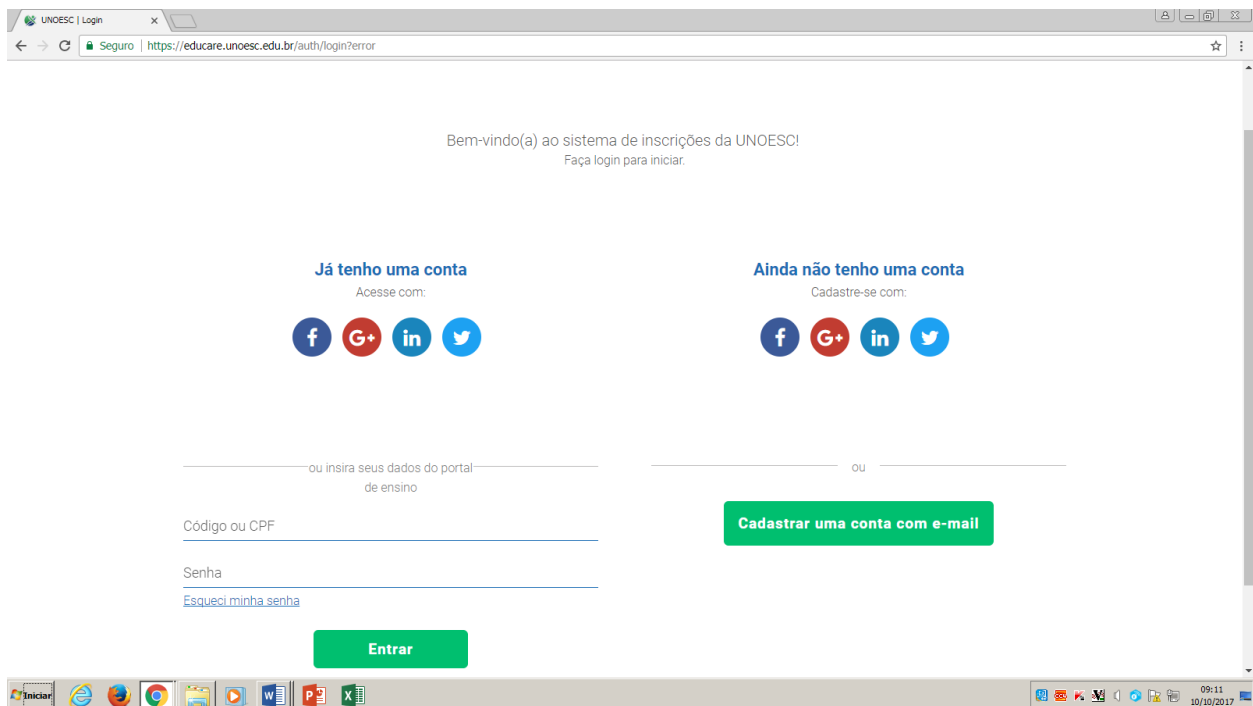 UNOESC | Login
Seguro | https://educare.unoesc.edu.br/auth/login?error
Bem-vindo(a) ao sistema de inscrições da UNOESC!
Faça login para iniciar.
Já tenho uma conta
Acesse com:
f G+ in
ou insira seus dados do portal
de ensino
Código ou CPF
Senha
Esqueci minha senha
Entrar
Ainda não tenho uma conta
Cadastre-se com:
f G+ in
ou
Cadastrar uma conta com e-mail
Iniciar
09:11
10/10/2017